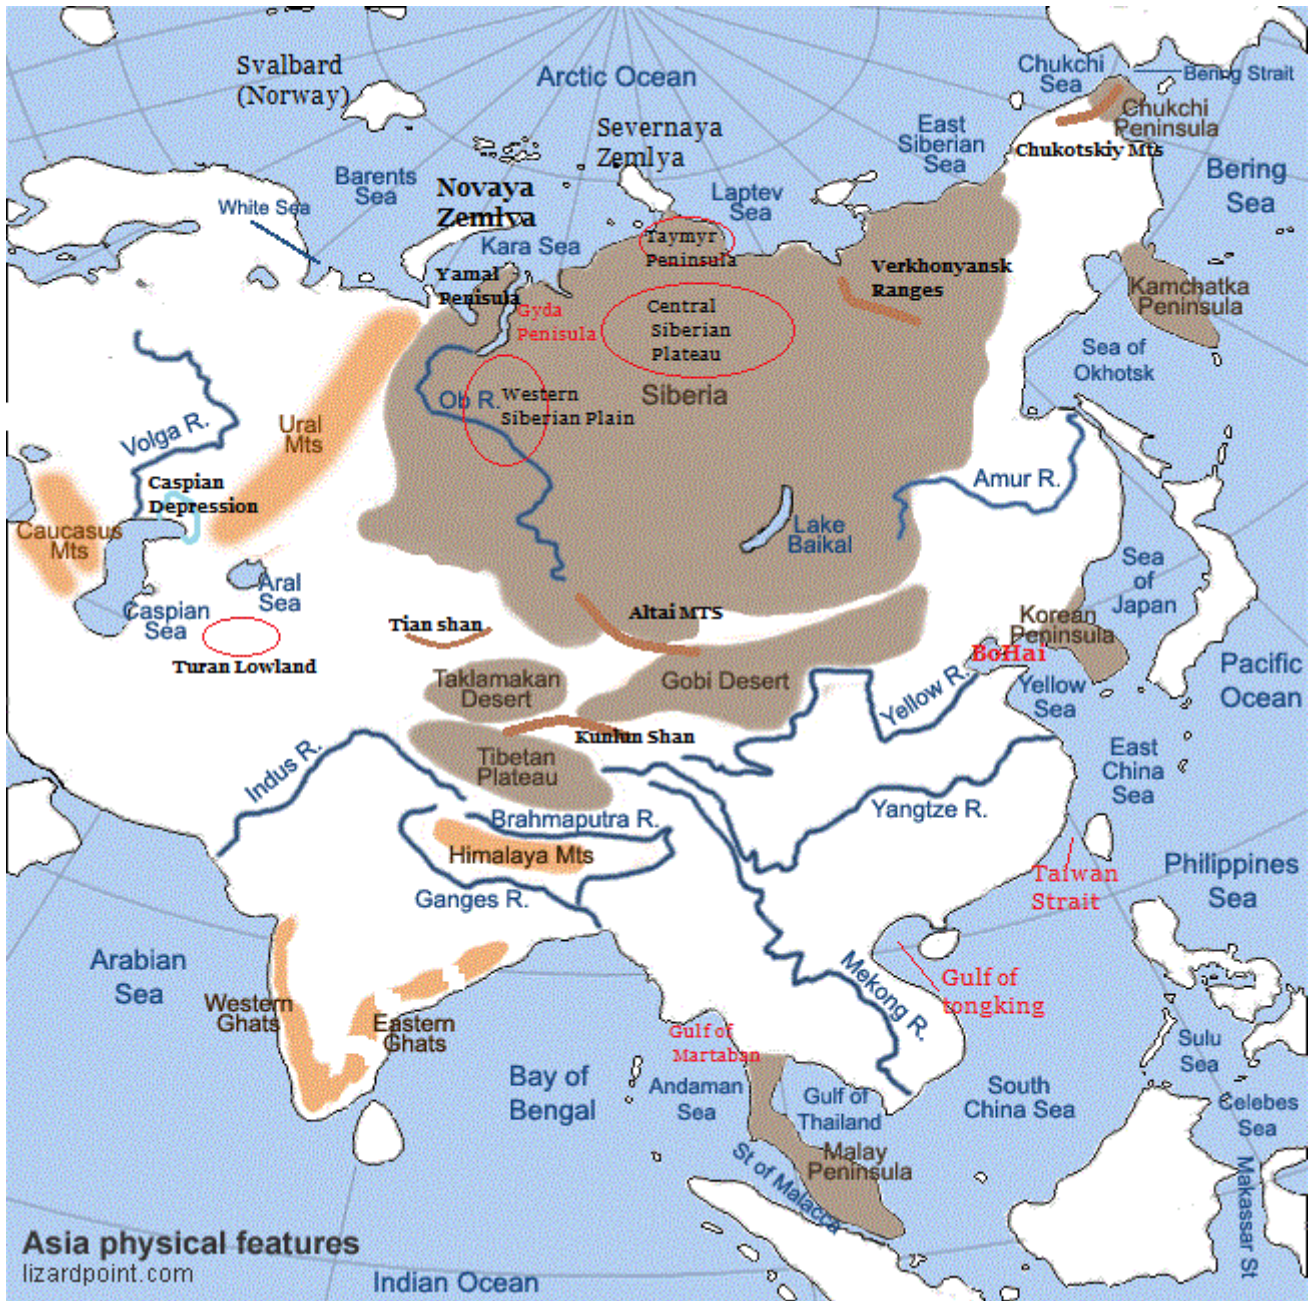 Svalbard
(Norway)
Arctic Ocean
Chukchi
Sea
Bering Strait
Chukchi
Peninsula
Chukotskiy Mts
Severnaya
Zemlya
East
Siberian
Sea
Bering
Sea
Barents
Sea
Novaya
Zemlya
Laptev
Sea
White Sea
Kara Sea
Taymyr
Peninsula
Yamal
Penisula
Verkhonyansk
Ranges
Kamchatka
Peninsula
Gyda
Penisula
Central
Siberian
Plateau
Sea of
Okhotsk
Siberia
Ob R.
Western
Siberian Plain
Volga R.
Ural
Mts
Caspian
Depression
Amur R.
Caucasus
Mts
Lake
Baikal
Aral
Sea
Sea
of
Japan
Caspian
Sea
Tian shan
Altai MTS
Korean
Peninsula
Turan Lowland
BoHai
Taklamakan
Desert
Gobi Desert
Yellow R.
Yellow
Sea
Pacific
Ocean
Kunlun Shan
Indus R.
Tibetan
Plateau
East
China
Sea
Brahmaputra R.
Yangtze R.
Himalaya Mts
Ganges R.
Taiwan
Strait
Philippines
Sea
Arabian
Sea
Mekong R.
Gulf of
tongking
Western
Ghats
Eastern
Ghats
Gulf of
Martaban
Sulu
Sea
Bay of
Bengal
Andaman
Sea
Gulf of
Thailand
South
China Sea
Celebes
Sea
Malay
Peninsula
St of Malacca
Makassar St
Asia physical features
lizardpoint.com
Indian Ocean